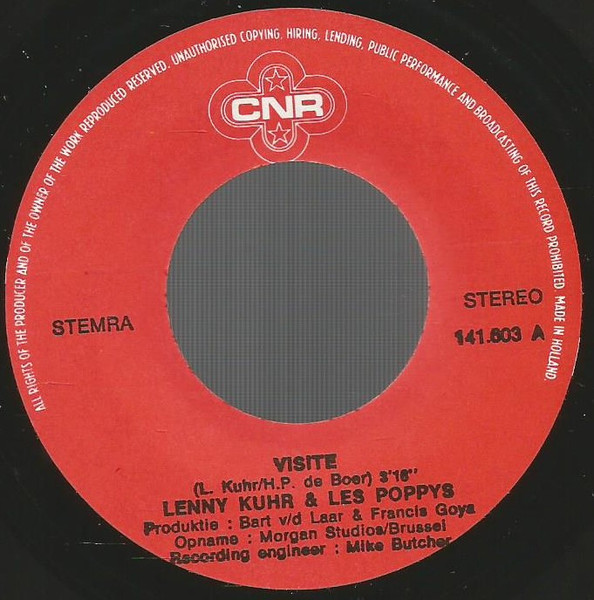 ALL RIGHTS OF THE PRODUCER AND OF THE OWNER OF THE WORK REPRODUCED RESERVED. UNAUTHORISED COPYING, HIRING, LENDING, PUBLIC PERFORMANCE AND BROADCASTING OF THIS RECORD PROHIBITED. MADE IN HOLLAND.
CNR
STEMRA
STEREO
141.603 A
VISITE
(L. Kuhr/H.P. de Boer) 3'16"
LENNY KUHR & LES POPPYS
Produktie : Bart v/d Laar & Francis Goya
Opname : Morgan Studios/Brussel
Recording engineer : Mike Butcher